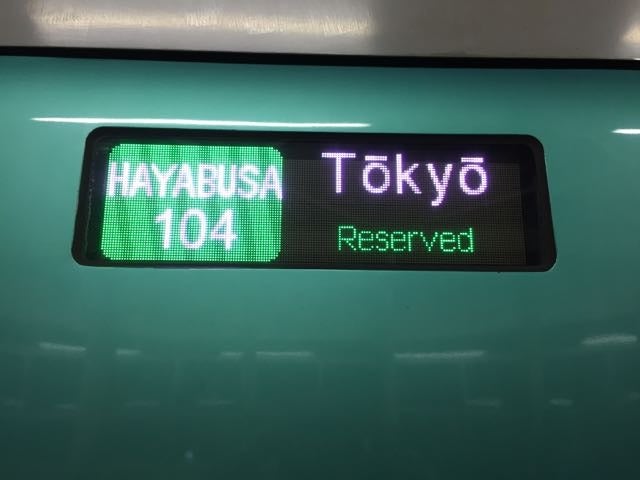 HAYABUSA
104
Tōkyō
Reserved